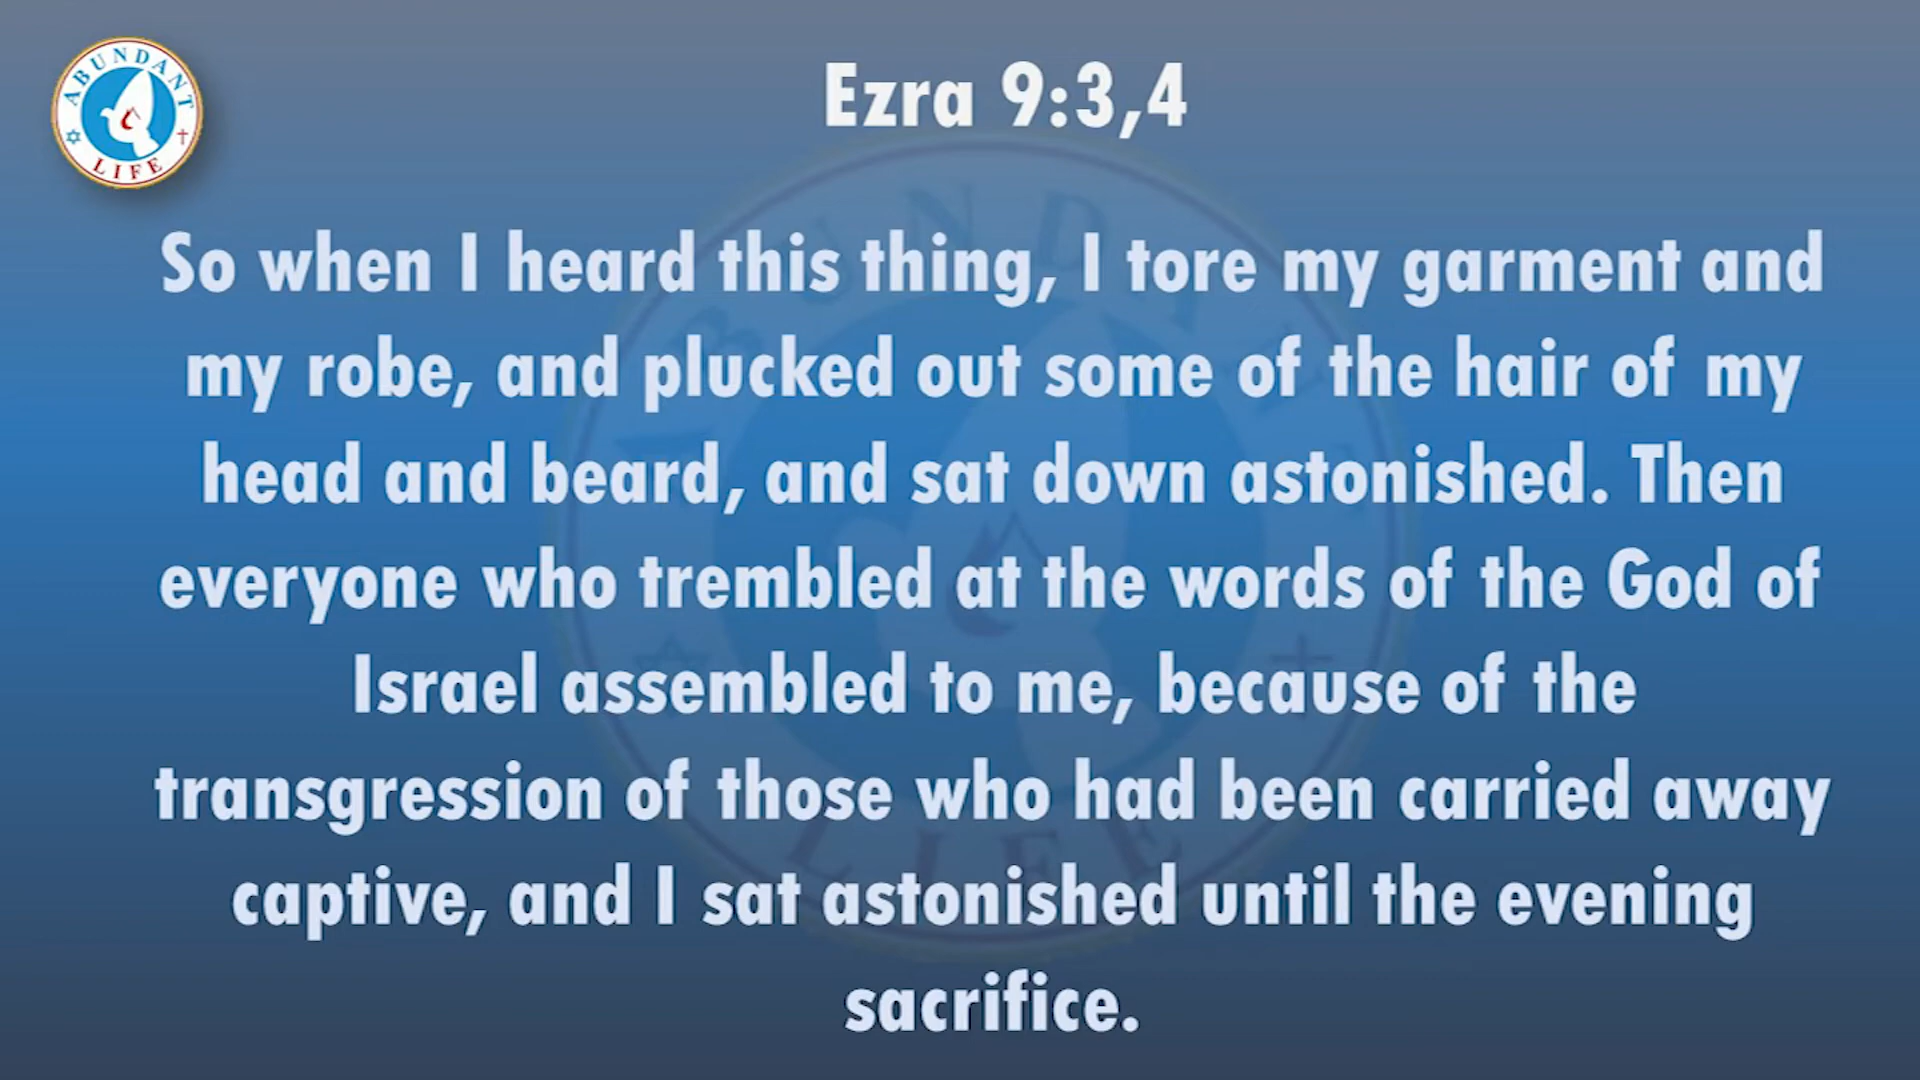 ABUNDANT
LIFE
Ezra 9:3,4
So when I heard this thing, I tore my garment and
my robe, and plucked out some of the hair of my
head and beard, and sat down astonished. Then
everyone who trembled at the words of the God of
Israel assembled to me, because of the
transgression of those who had been carried away
captive, and I sat astonished until the evening
sacrifice.
ABUNDANT
LIFE